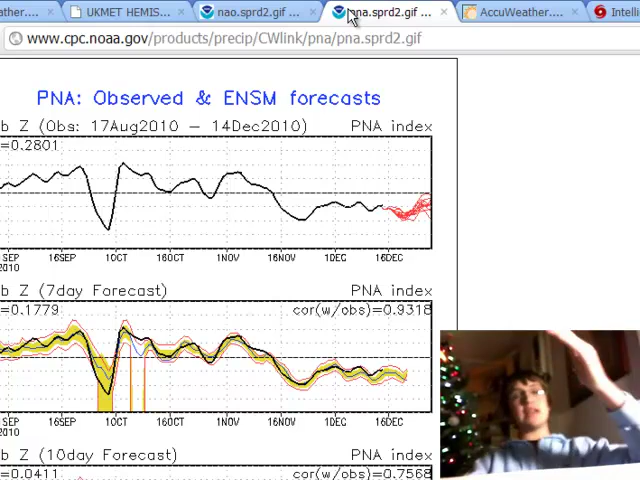 ather.... UKMET HEMIS... nao.sprd2.gif ... pna.sprd2.gif ... AccuWeather.... Intelli
www.cpc.noaa.gov/products/precip/CWlink/pna/pna.sprd2.gif
PNA: Observed & ENSM forecasts
b Z (Obs: 17Aug2010 – 14Dec2010) PNA index
=0.2801
SEP 16SEP 1OCT 16OCT 1NOV 16NOV 1DEC 16DEC
2010
b Z (7day Forecast) PNA index
=0.1779 cor(w/obs)=0.9318
SEP 16SEP 1OCT 16OCT 1NOV 16NOV 1DEC 16DEC
2010
b Z (10day Forecast) PNA index
=0.0411 cor(w/obs)=0.7568